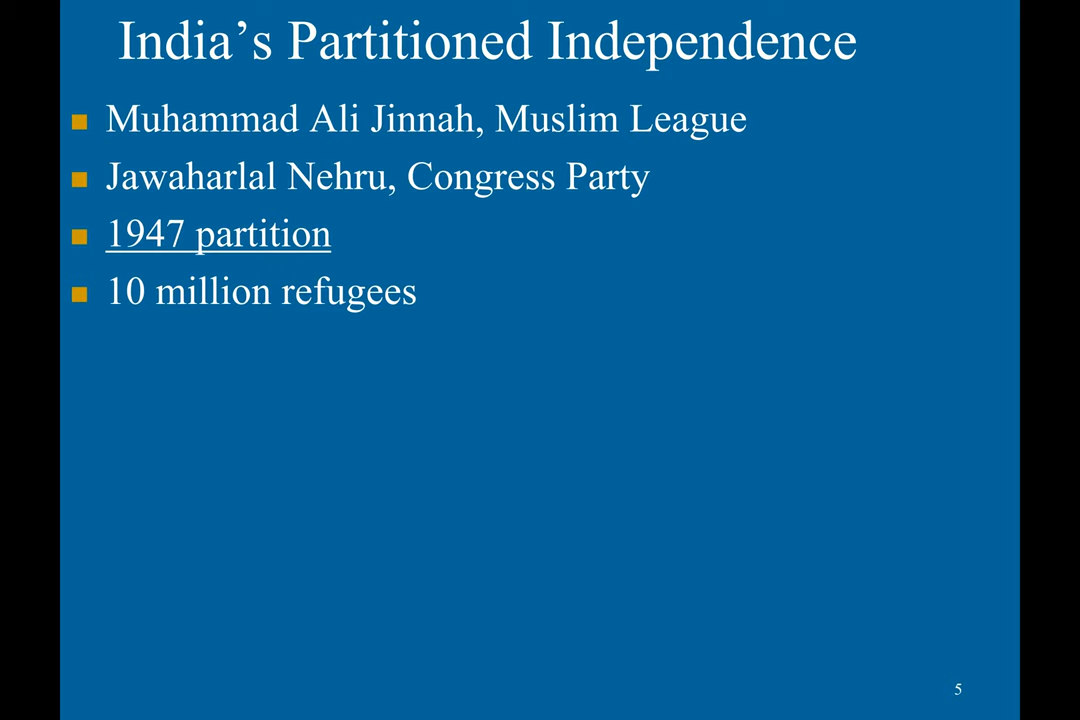 India’s Partitioned Independence
Muhammad Ali Jinnah, Muslim League
Jawaharlal Nehru, Congress Party
1947 partition
10 million refugees
5